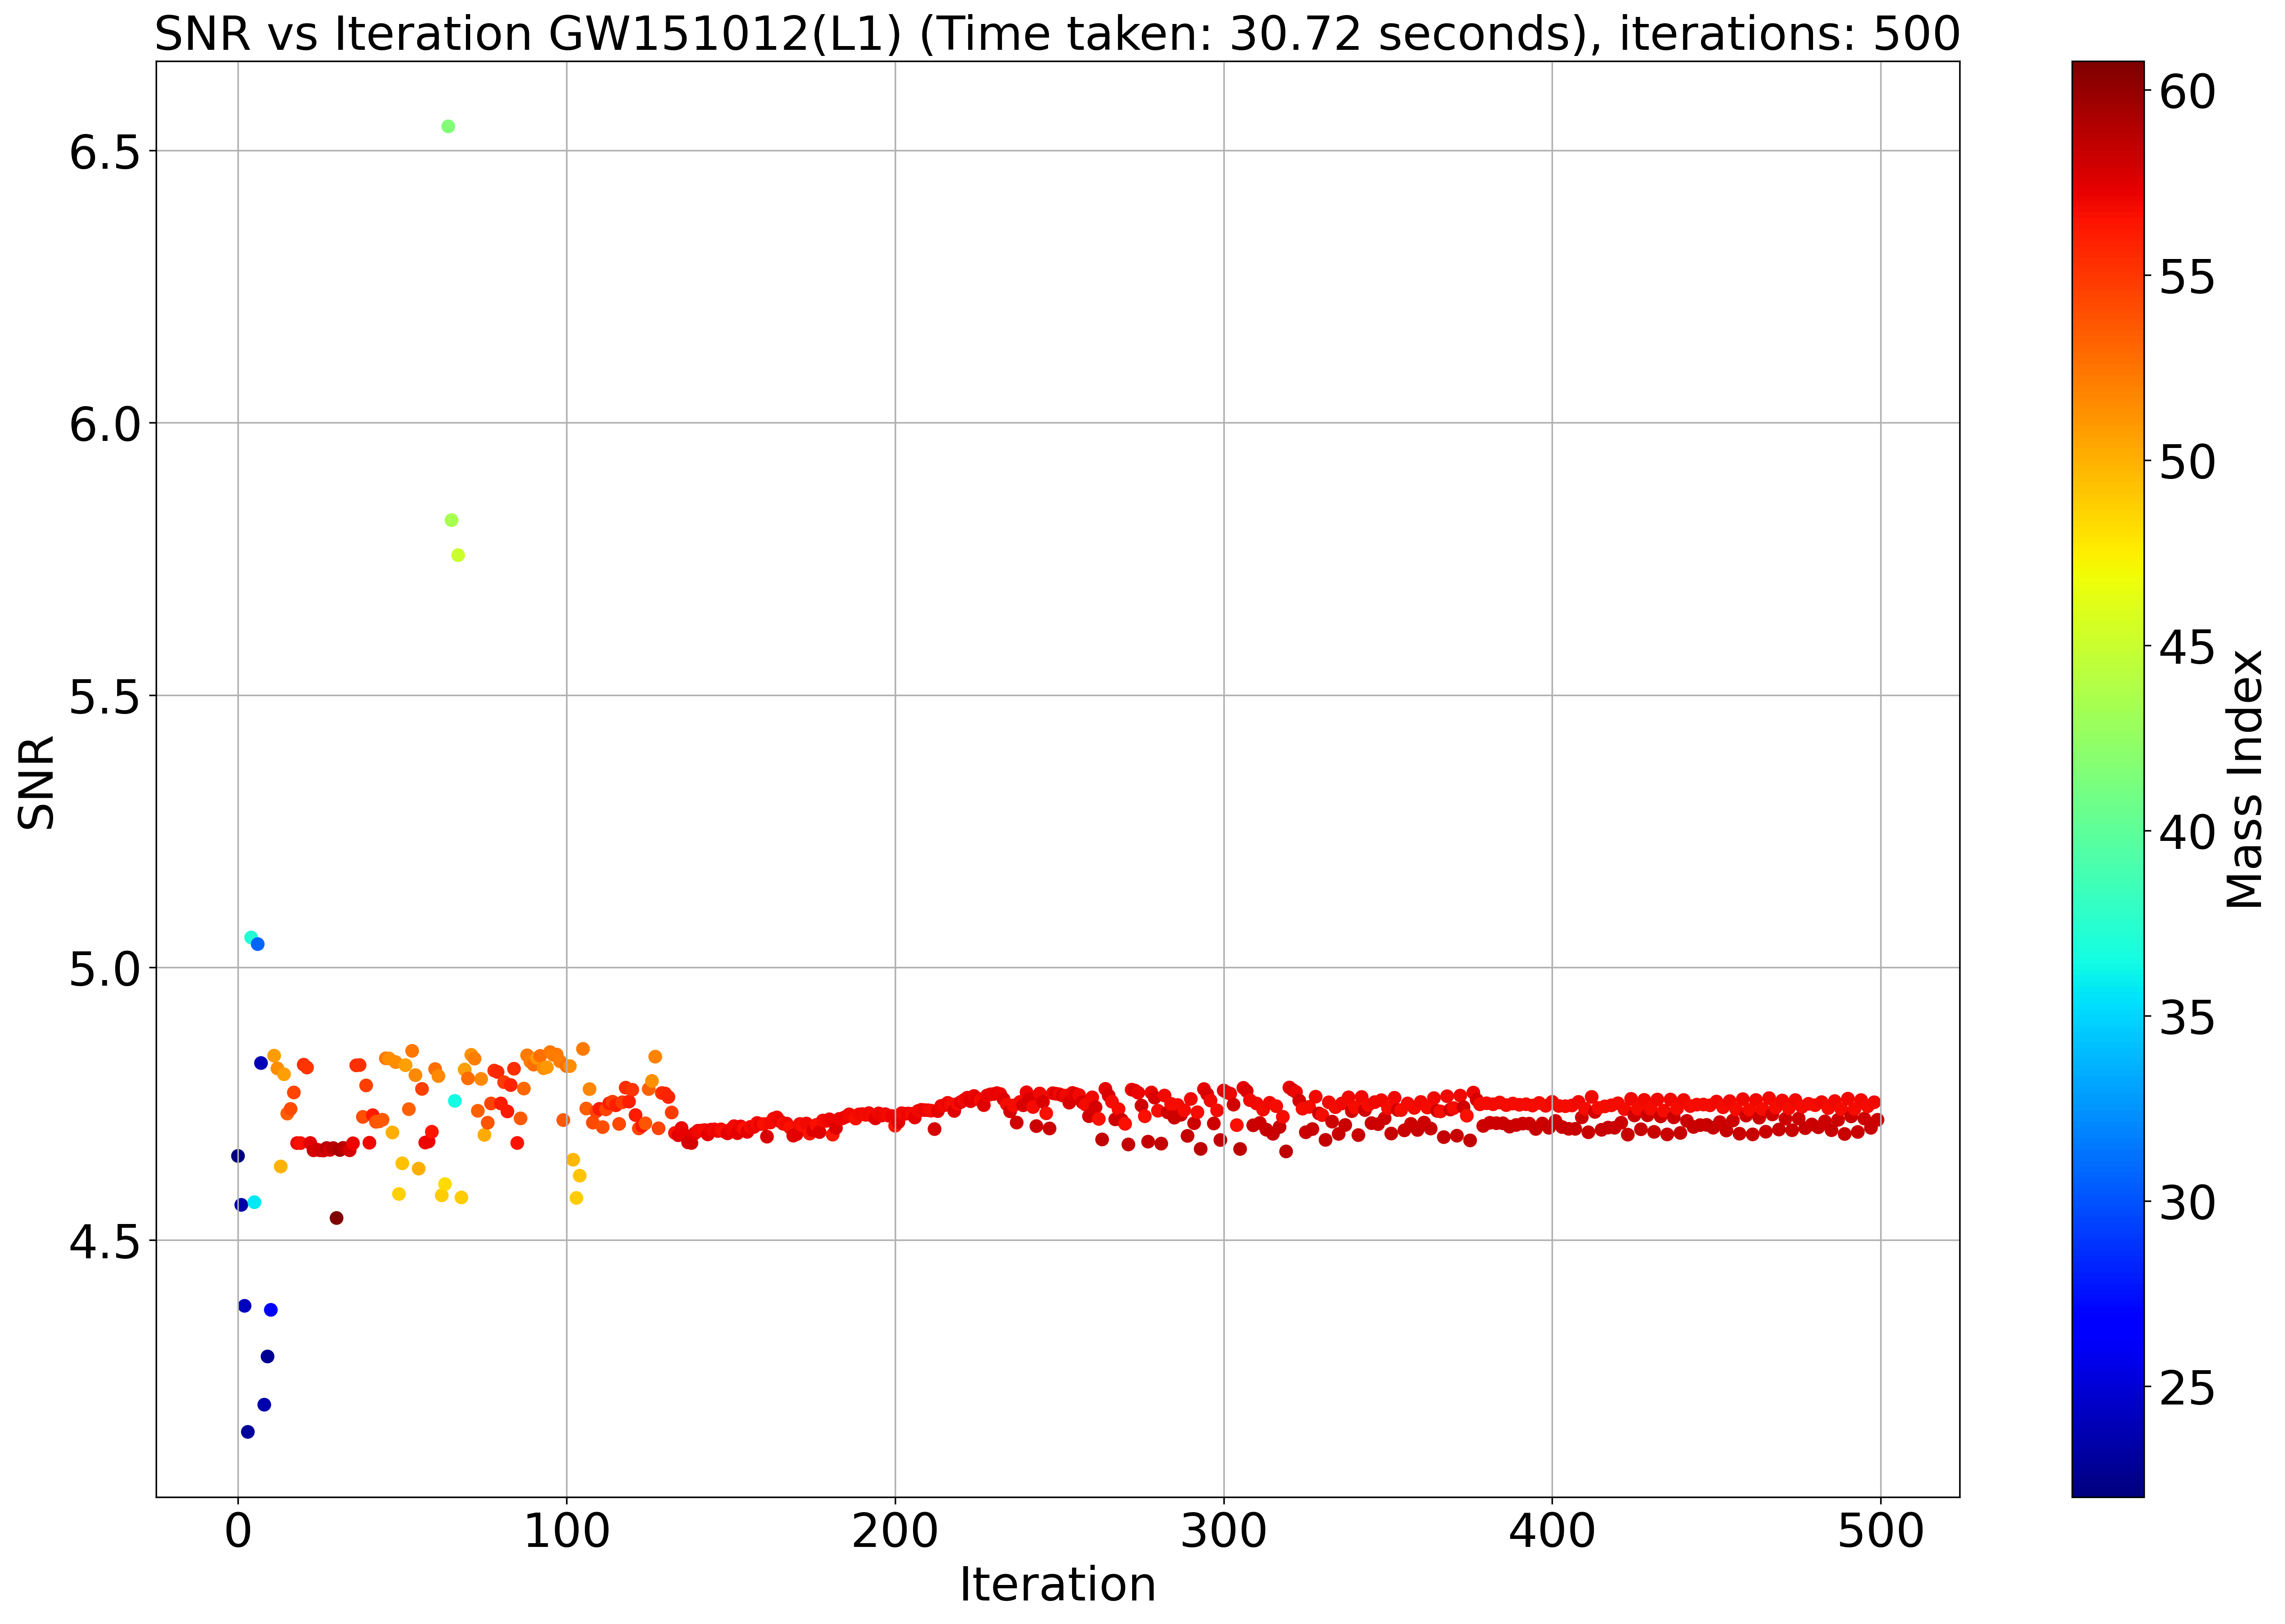 SNR vs Iteration GW151012(L1) (Time taken: 30.72 seconds), iterations: 500
6.5
6.0
5.5
5.0
4.5
SNR
0 100 200 300 400 500
Iteration
60
55
50
45
40
35
30
25
Mass Index